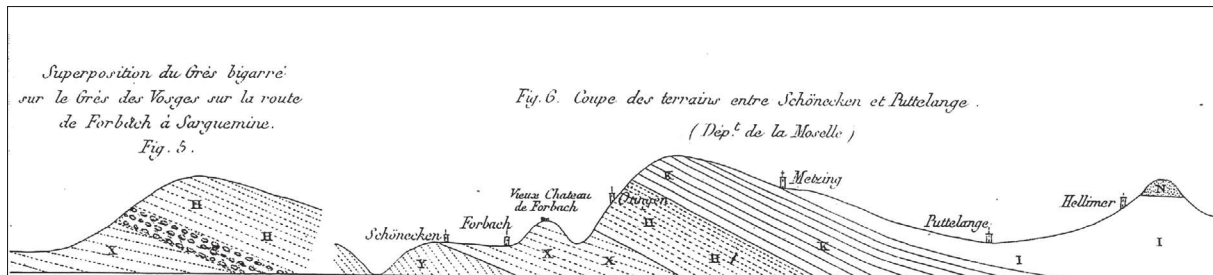 Superposition du Grès bigarré
sur le Grès des Vosges sur la route
de Forbach à Sarguemine.
Fig. 5.
H
H
X
Fig. 6. Coupe des terrains entre Schönecken et Puttelange.
(Dép.t de la Moselle)
Schönecken
Forbach
Vieux Chateau
de Forbach
Œtingen
Metzing
Puttelange
Hellimer
Y
X
X
H
H
K
K
I
N
I